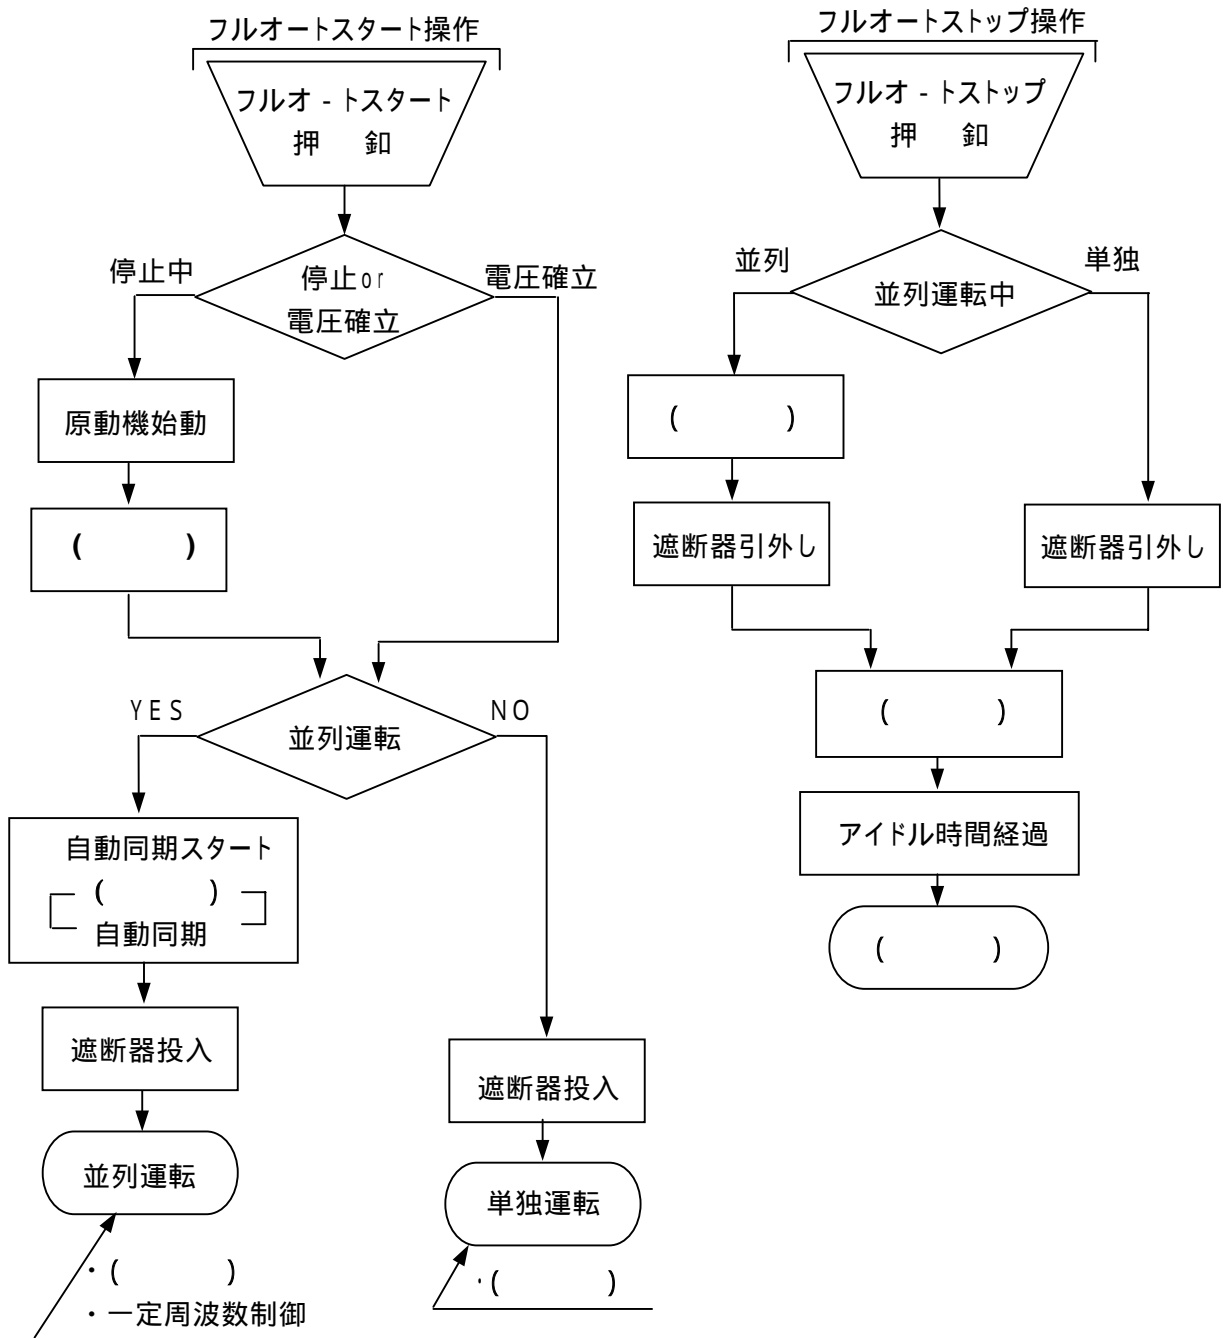 フルオートスタート操作
フルオ-トスタート
押 釦
停止or
電圧確立
停止中
電圧確立
原動機始動
( )
並列運転
YES
NO
自動同期スタート
( )
自動同期
遮断器投入
並列運転
・( )
・一定周波数制御
遮断器投入
単独運転
・( )
フルオートストップ操作
フルオ-トストップ
押 釦
並列運転中
並列
単独
( )
遮断器引外し
遮断器引外し
( )
アイドル時間経過
( )